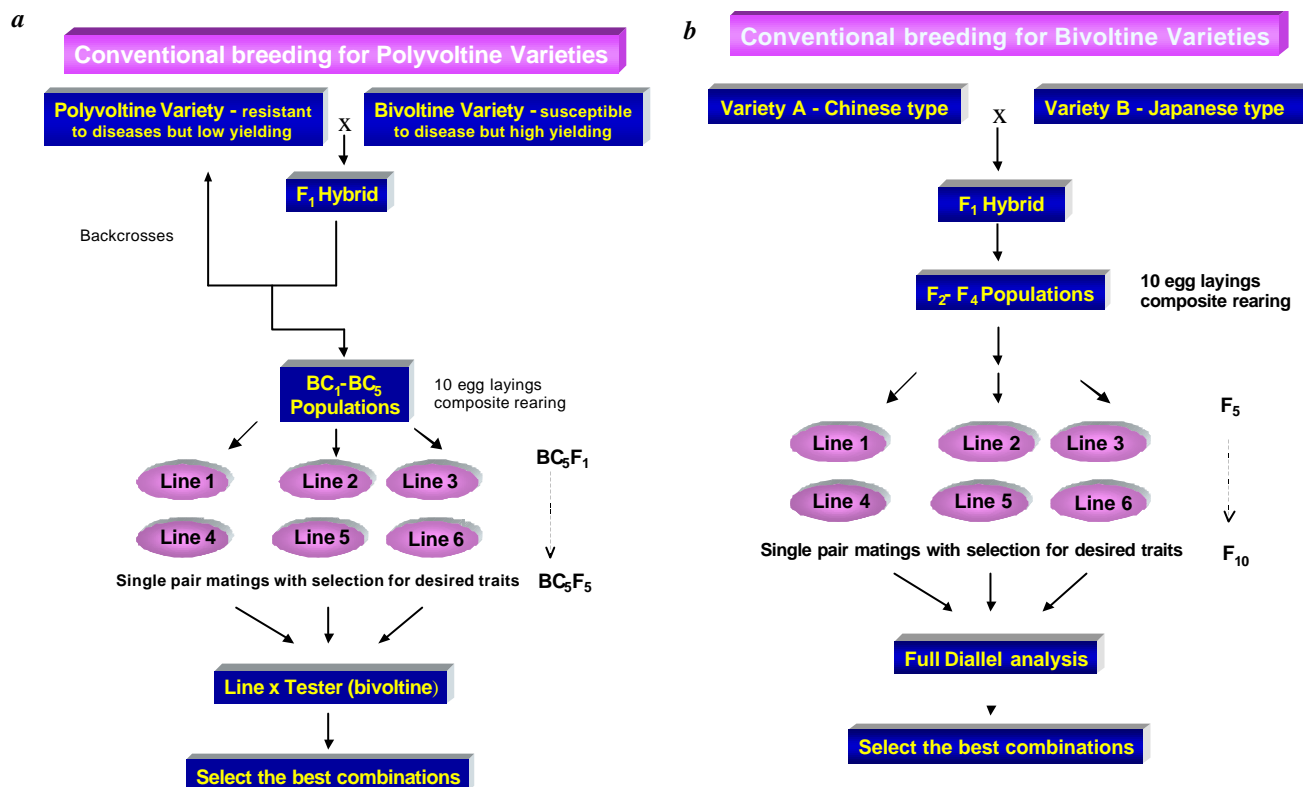 a
Conventional breeding for Polyvoltine Varieties
Polyvoltine Variety - resistant
to diseases but low yielding
X
Bivoltine Variety - susceptible
to disease but high yielding
F1 Hybrid
Backcrosses
BC1-BC5
Populations
10 egg layings
composite rearing
Line 1
Line 2
Line 3
BC5F1
Line 4
Line 5
Line 6
Single pair matings with selection for desired traits
BC5F5
Line x Tester (bivoltine)
Select the best combinations
b
Conventional breeding for Bivoltine Varieties
Variety A - Chinese type
X
Variety B - Japanese type
F1 Hybrid
F2- F4 Populations
10 egg layings
composite rearing
Line 1
Line 2
Line 3
F5
Line 4
Line 5
Line 6
Single pair matings with selection for desired traits
F10
Full Diallel analysis
Select the best combinations